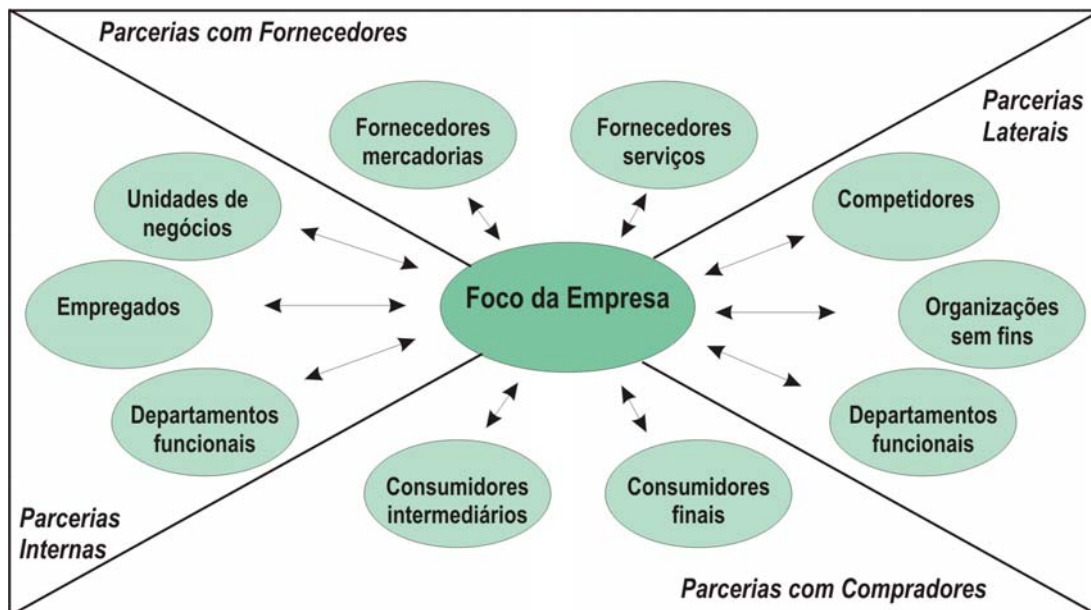 Parcerias com Fornecedores
Fornecedores
mercadorias
Fornecedores
serviços
Parcerias
Laterais
Unidades de
negócios
Competidores
Empregados
Foco da Empresa
Organizações
sem fins
Departamentos
funcionais
Departamentos
funcionais
Consumidores
intermediários
Consumidores
finais
Parcerias
Internas
Parcerias com Compradores